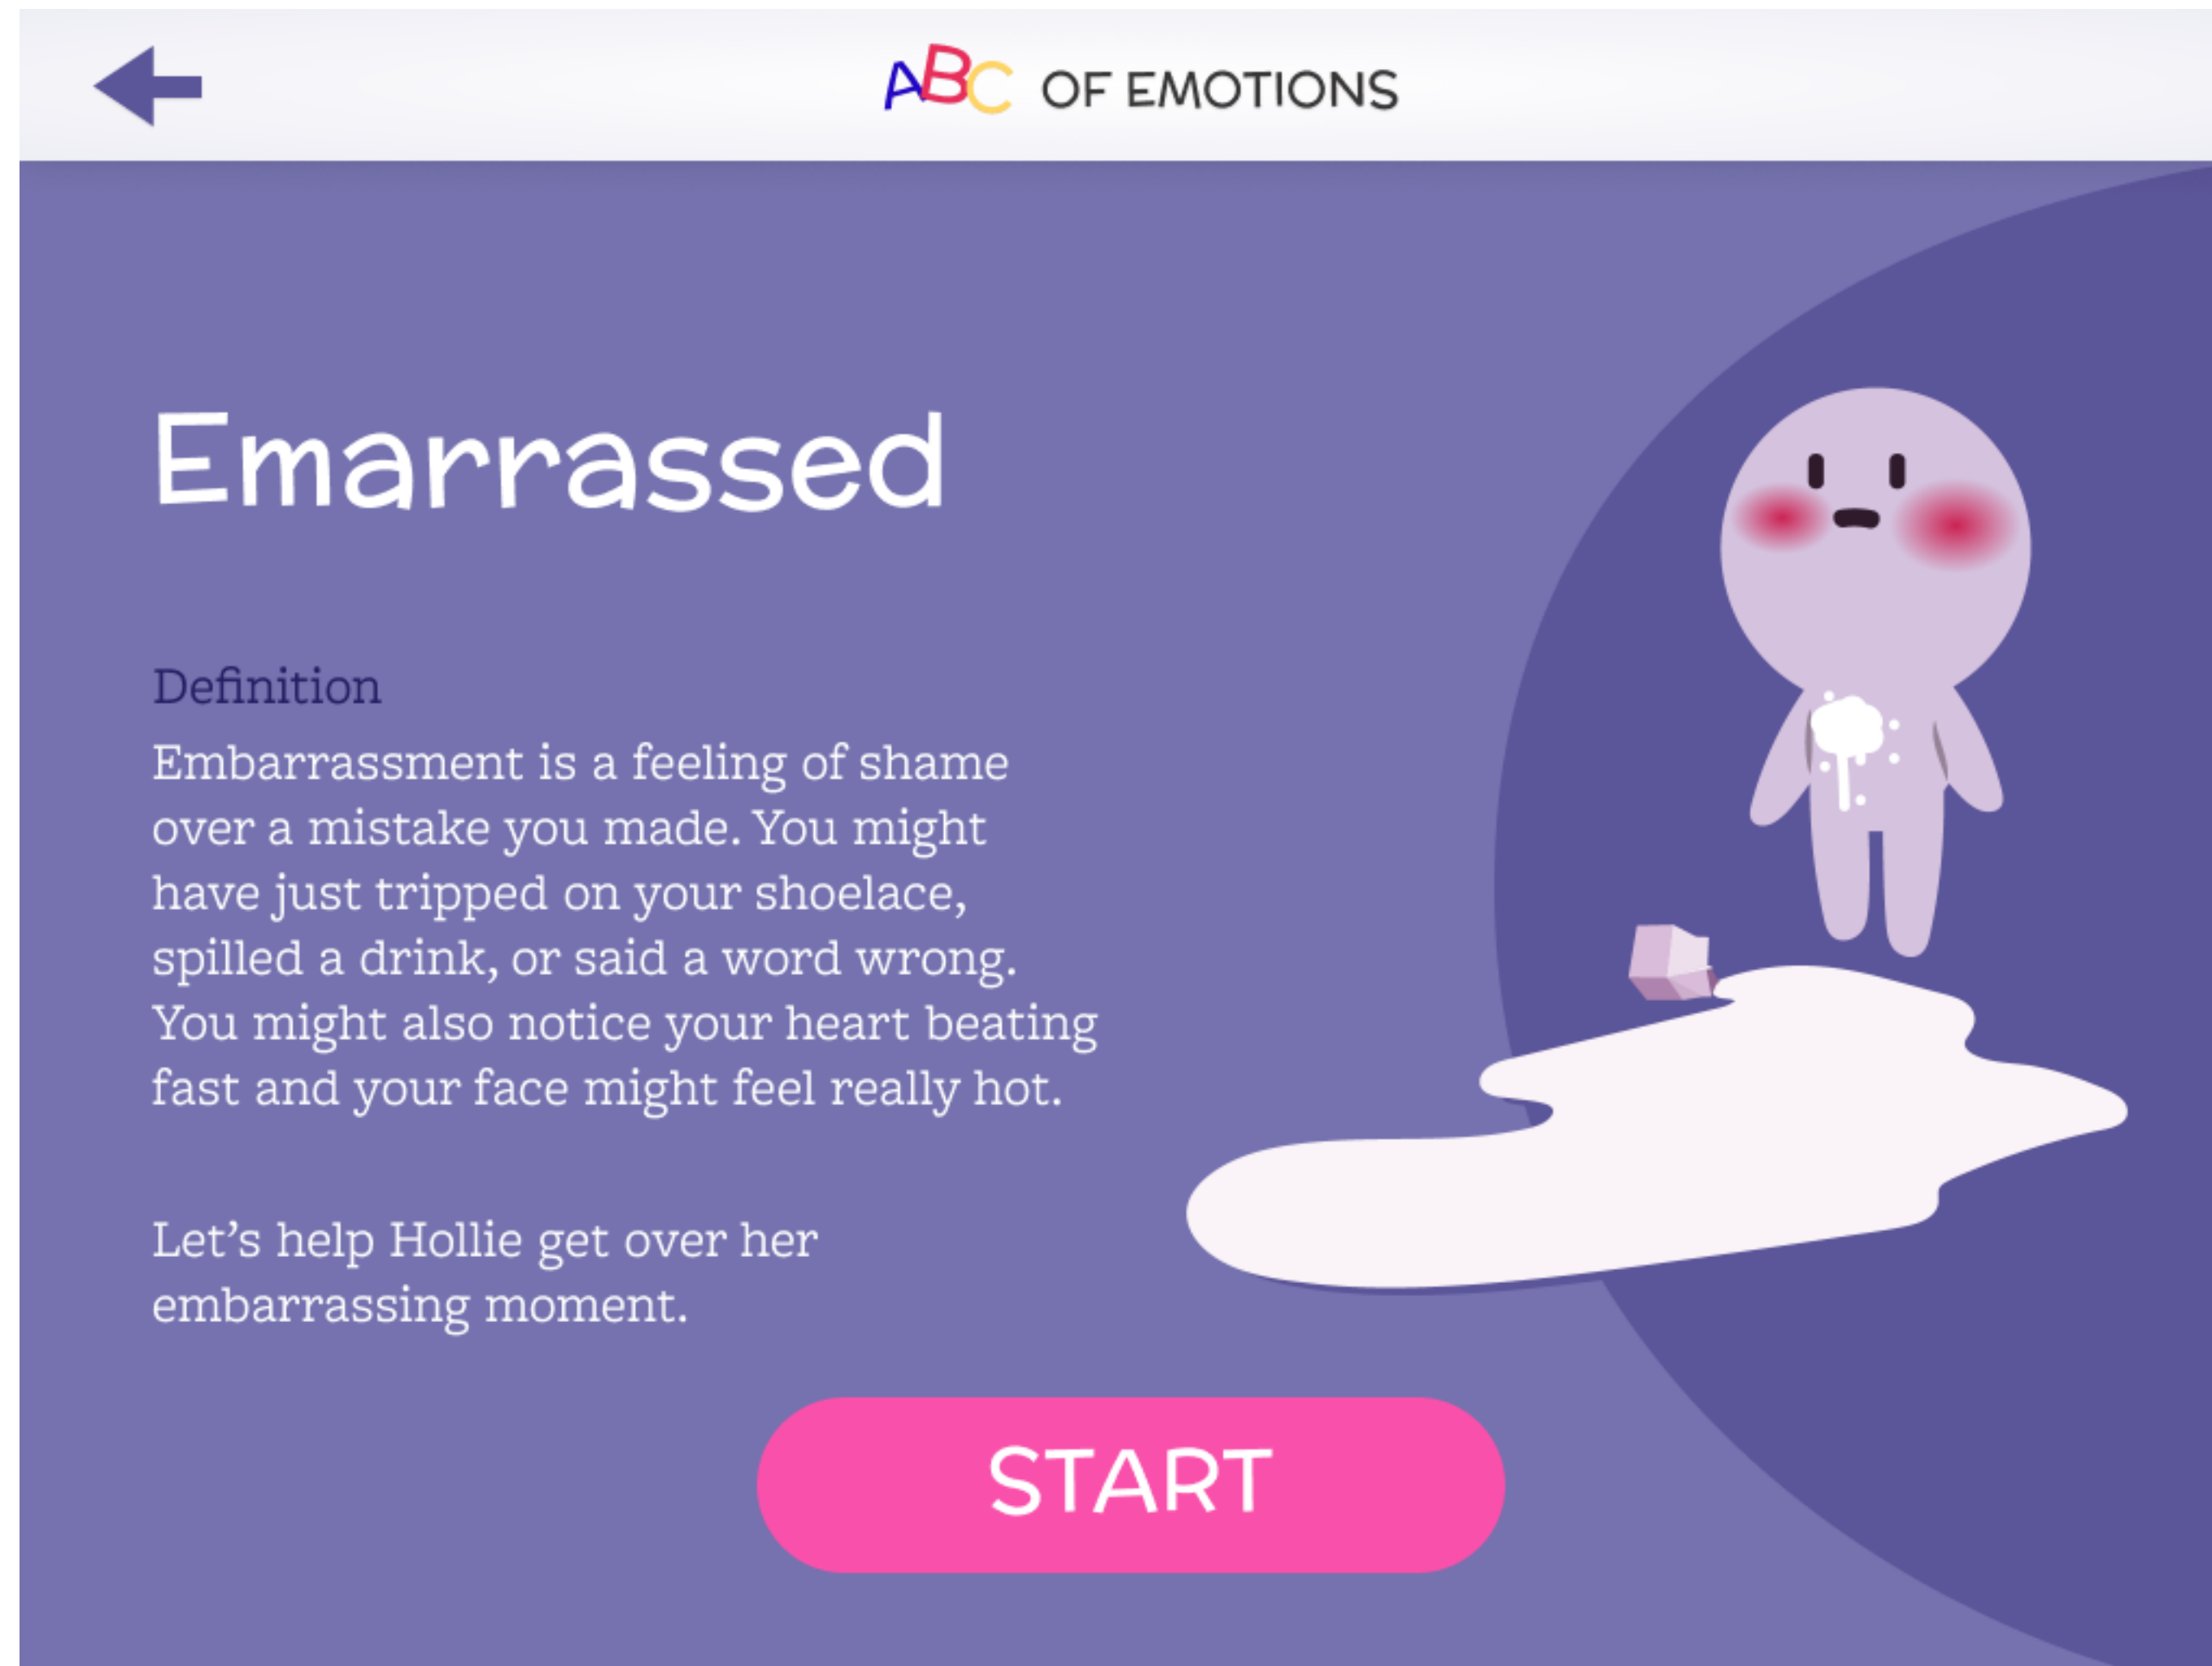 ABC OF EMOTIONS
Emarrassed
Definition
Embarrassment is a feeling of shame
over a mistake you made. You might
have just tripped on your shoelace,
spilled a drink, or said a word wrong.
You might also notice your heart beating
fast and your face might feel really hot.
Let’s help Hollie get over her
embarrassing moment.
START